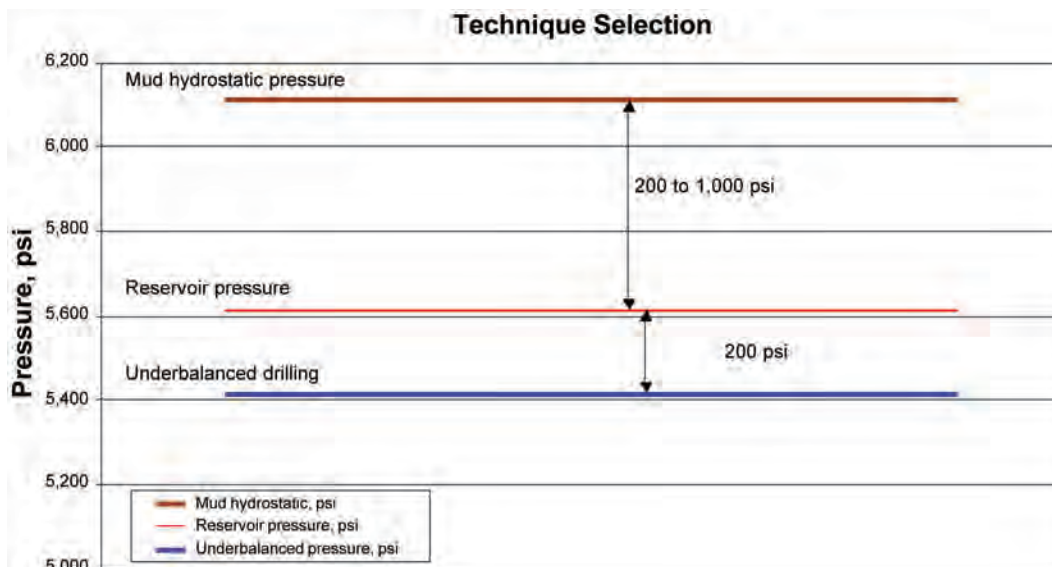 Technique Selection
6,200
Mud hydrostatic pressure
6,000
200 to 1,000 psi
5,800
Pressure, psi
Reservoir pressure
5,600
200 psi
Underbalanced drilling
5,400
5,200
Mud hydrostatic, psi
Reservoir pressure, psi
Underbalanced pressure, psi
5,000